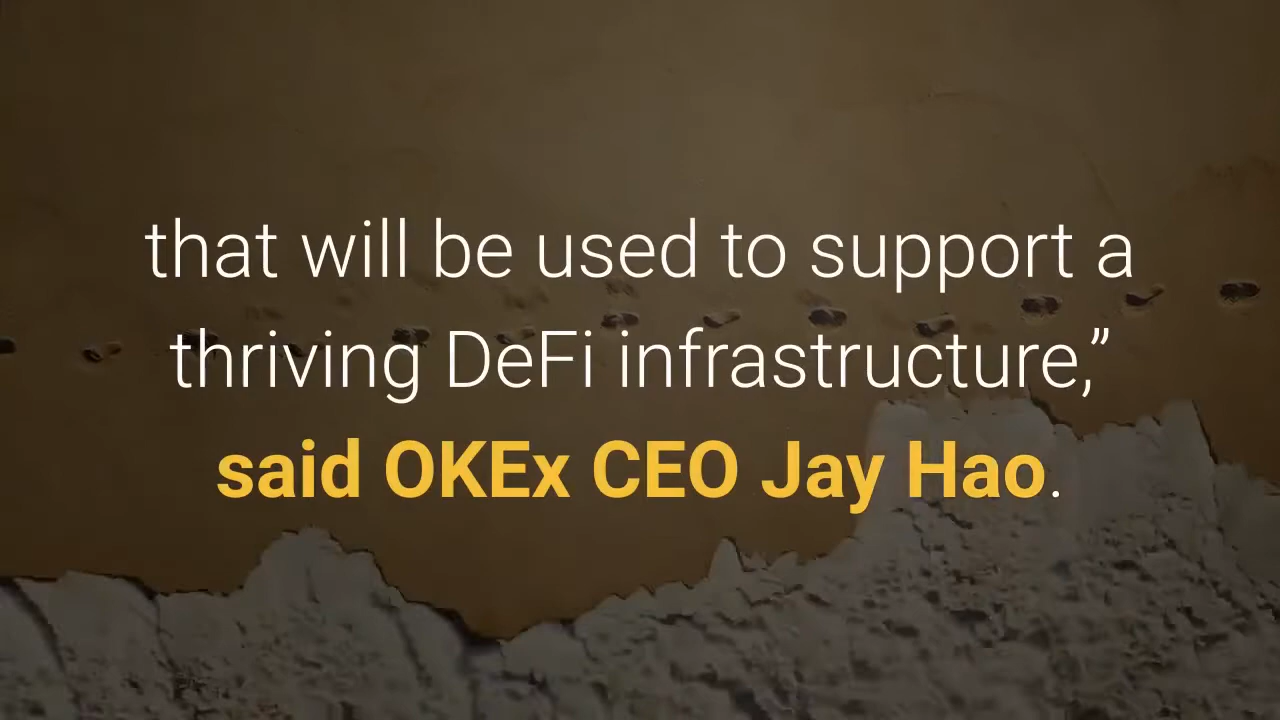 that will be used to support a
thriving DeFi infrastructure,”
said OKEx CEO Jay Hao.